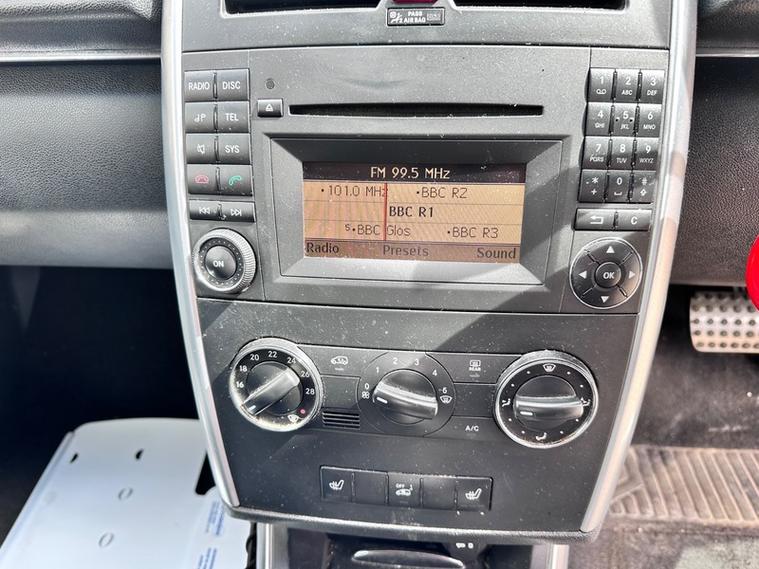 PASS
AIR BAG
RADIO DISC
TEL
SYS
ON
FM 99.5 MHz
•101.0 MHz •BBC R2
BBC R1
5•BBC Glos •BBC R3
Radio Presets Sound
1 2 ABC 3 DEF
4 GHI 5 JKL 6 MNO
7 PQRS 8 TUV 9 WXYZ
* + 0 #
C
OK
16 20 22 24 26 28
0 1 2 3 4 6
REAR
A/C
OFF